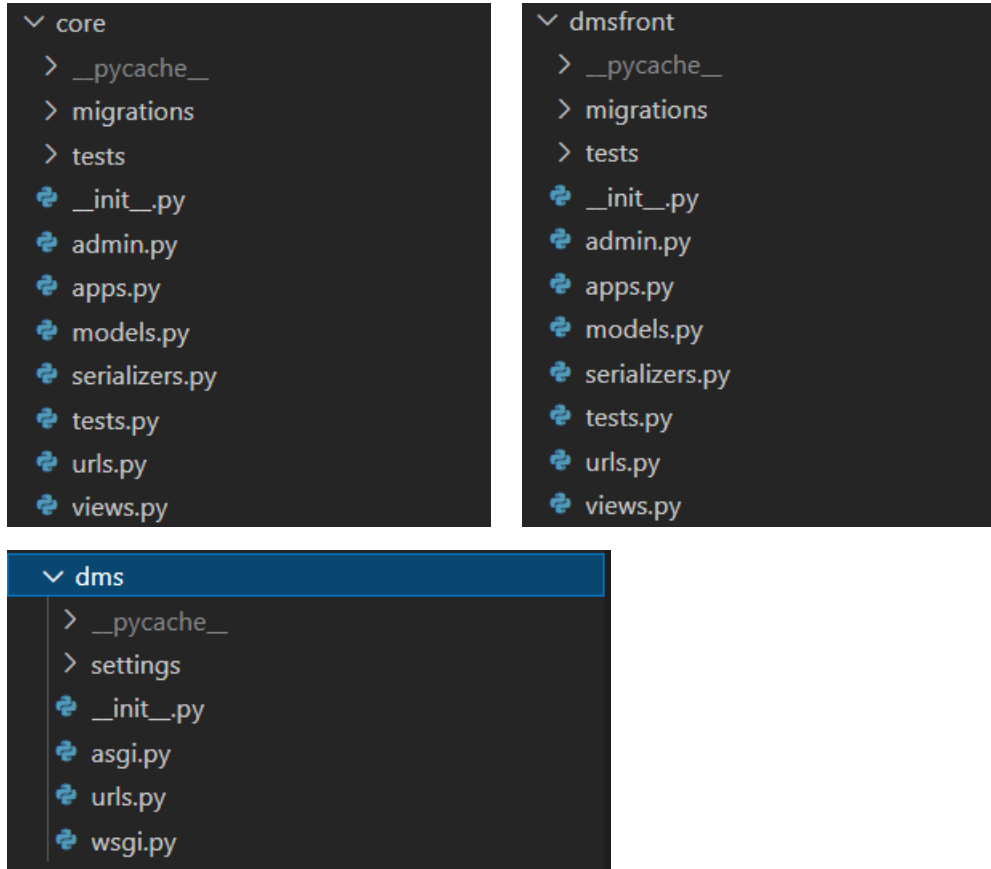 core
__pycache__
migrations
tests
__init__.py
admin.py
apps.py
models.py
serializers.py
tests.py
urls.py
views.py
dmsfront
__pycache__
migrations
tests
__init__.py
admin.py
apps.py
models.py
serializers.py
tests.py
urls.py
views.py
dms
__pycache__
settings
__init__.py
asgi.py
urls.py
wsgi.py